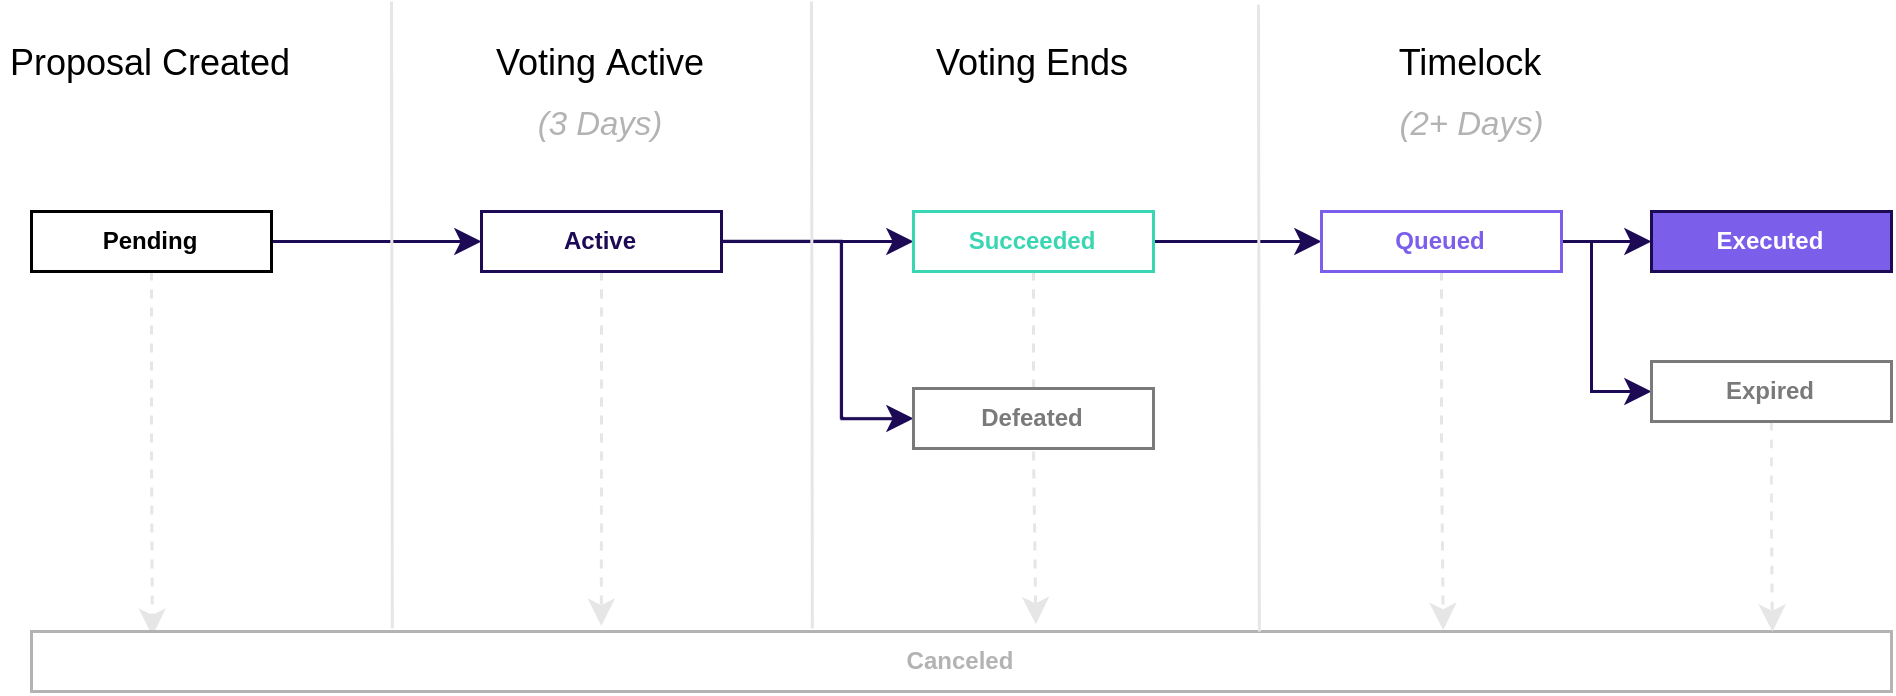 Proposal Created
Voting Active
(3 Days)
Voting Ends
Timelock
(2+ Days)
Pending
Active
Succeeded
Queued
Executed
Defeated
Expired
Canceled